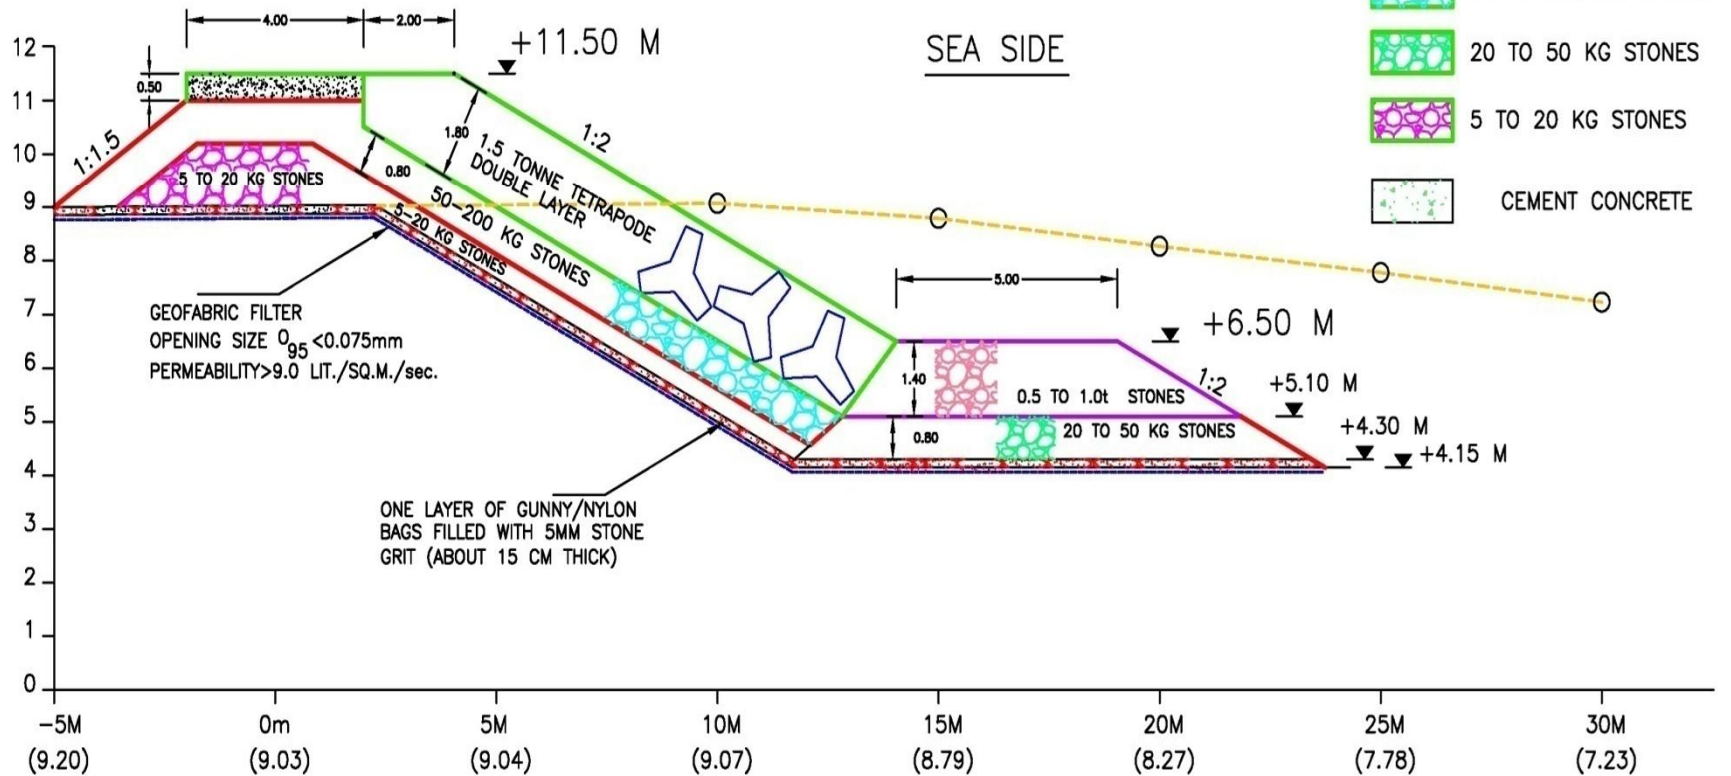 4.00
2.00
+11.50 M
SEA SIDE
20 TO 50 KG STONES
5 TO 20 KG STONES
CEMENT CONCRETE
12
11
10
9
8
7
6
5
4
3
2
1
0
0.50
1:1.5
5 TO 20 KG STONES
0.80
1.80
1:2
1.5 TONNE TETRAPODE
DOUBLE LAYER
50-200 KG STONES
5-20 KG STONES
GEOFABRIC FILTER
OPENING SIZE O95 <0.075mm
PERMEABILITY>9.0 LIT./SQ.M./sec.
5.00
+6.50 M
1.40
0.5 TO 1.0t STONES
1:2
+5.10 M
0.80
20 TO 50 KG STONES
+4.30 M
+4.15 M
ONE LAYER OF GUNNY/NYLON
BAGS FILLED WITH 5MM STONE
GRIT (ABOUT 15 CM THICK)
-5M 0m 5M 10M 15M 20M 25M 30M
(9.20) (9.03) (9.04) (9.07) (8.79) (8.27) (7.78) (7.23)